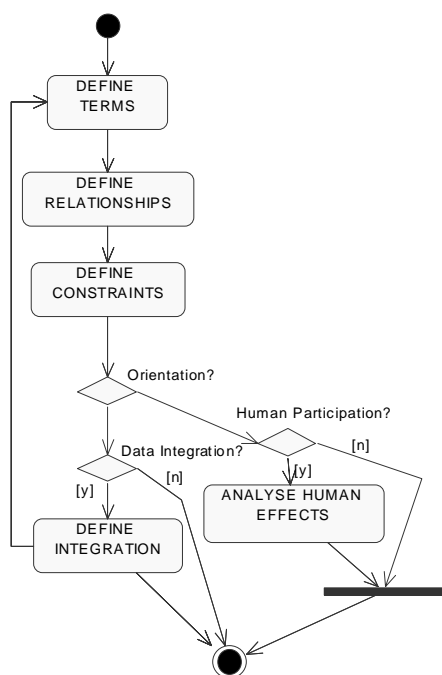 DEFINE
TERMS
DEFINE
RELATIONSHIPS
DEFINE
CONSTRAINTS
Orientation?
Human Participation?
Data Integration?
[n]
[n]
[y]
[y]
ANALYSE HUMAN
EFFECTS
DEFINE
INTEGRATION